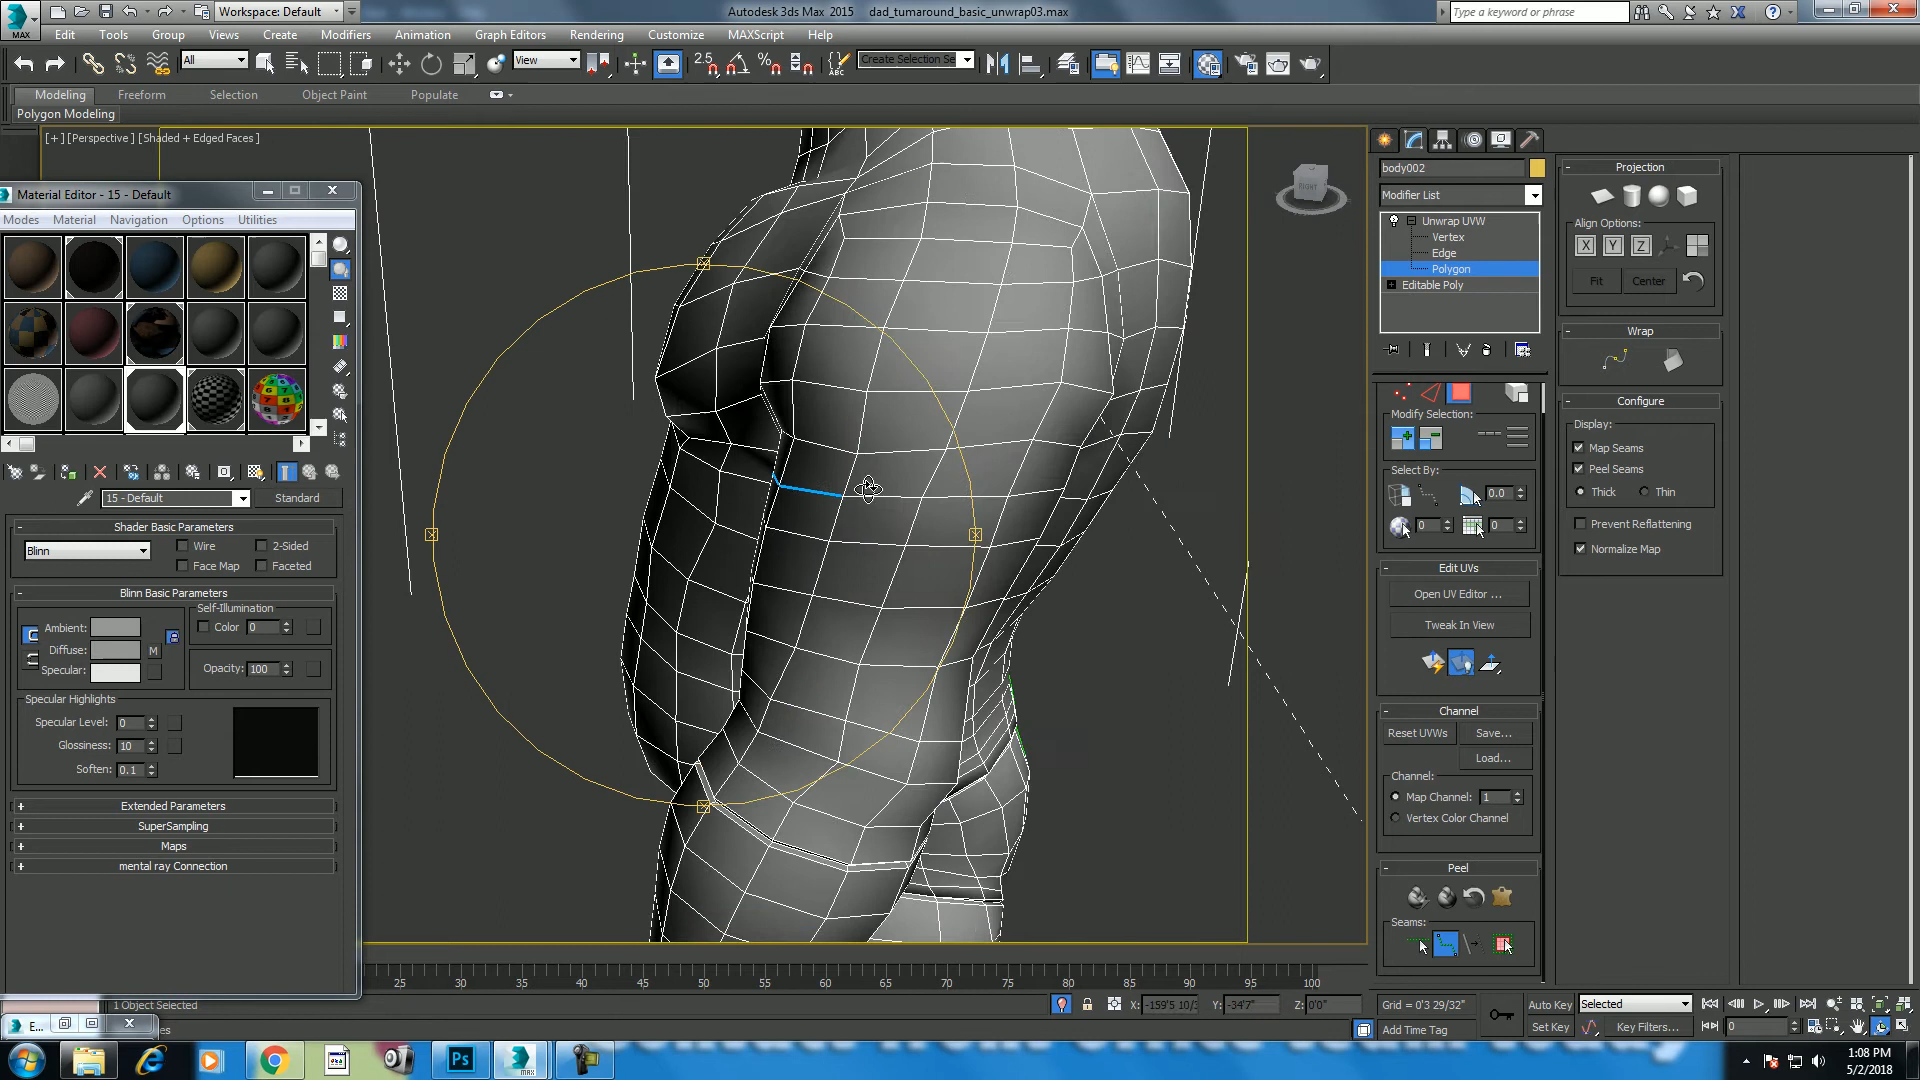 Workspace: Default
Autodesk 3ds Max 2015    dad_turnaround_basic_unwrap03.max
Type a keyword or phrase
MAX
Edit Tools Group Views Create Modifiers Animation Graph Editors Rendering Customize MAXScript Help
All View 2.5 Create Selection Se
Modeling Freeform Selection Object Paint Populate
Polygon Modeling
[+] [Perspective] [Shaded + Edged Faces]
RIGHT
Material Editor - 15 - Default
Modes Material Navigation Options Utilities
15 - Default Standard
Shader Basic Parameters
Blinn Wire 2-Sided
Face Map Faceted
Blinn Basic Parameters
Self-Illumination
Ambient: Color 0
Diffuse: M
Specular: Opacity: 100
Specular Highlights
Specular Level: 0
Glossiness: 10
Soften: 0.1
Extended Parameters
SuperSampling
Maps
mental ray Connection
body002
Modifier List
Unwrap UVW
Vertex
Edge
Polygon
Editable Poly
Modify Selection:
Select By:
0.0
0 0
Edit UVs
Open UV Editor ...
Tweak In View
Channel
Reset UVWs Save...
Load...
Channel:
Map Channel: 1
Vertex Color Channel
Peel
Seams:
Projection
Align Options:
X Y Z
Fit Center
Wrap
Configure
Display:
Map Seams
Peel Seams
Thick Thin
Prevent Reflattening
Normalize Map
25 30 35 40 45 50 55 60 65 70 75 80 85 90 95 100
1 Object Selected X: -159'5 10/3 Y: -34'7" Z: 0'0" Grid = 0'3 29/32" Auto Key Selected
E... Add Time Tag Set Key Key Filters... 0
Ps MAX
1:08 PM
5/2/2018